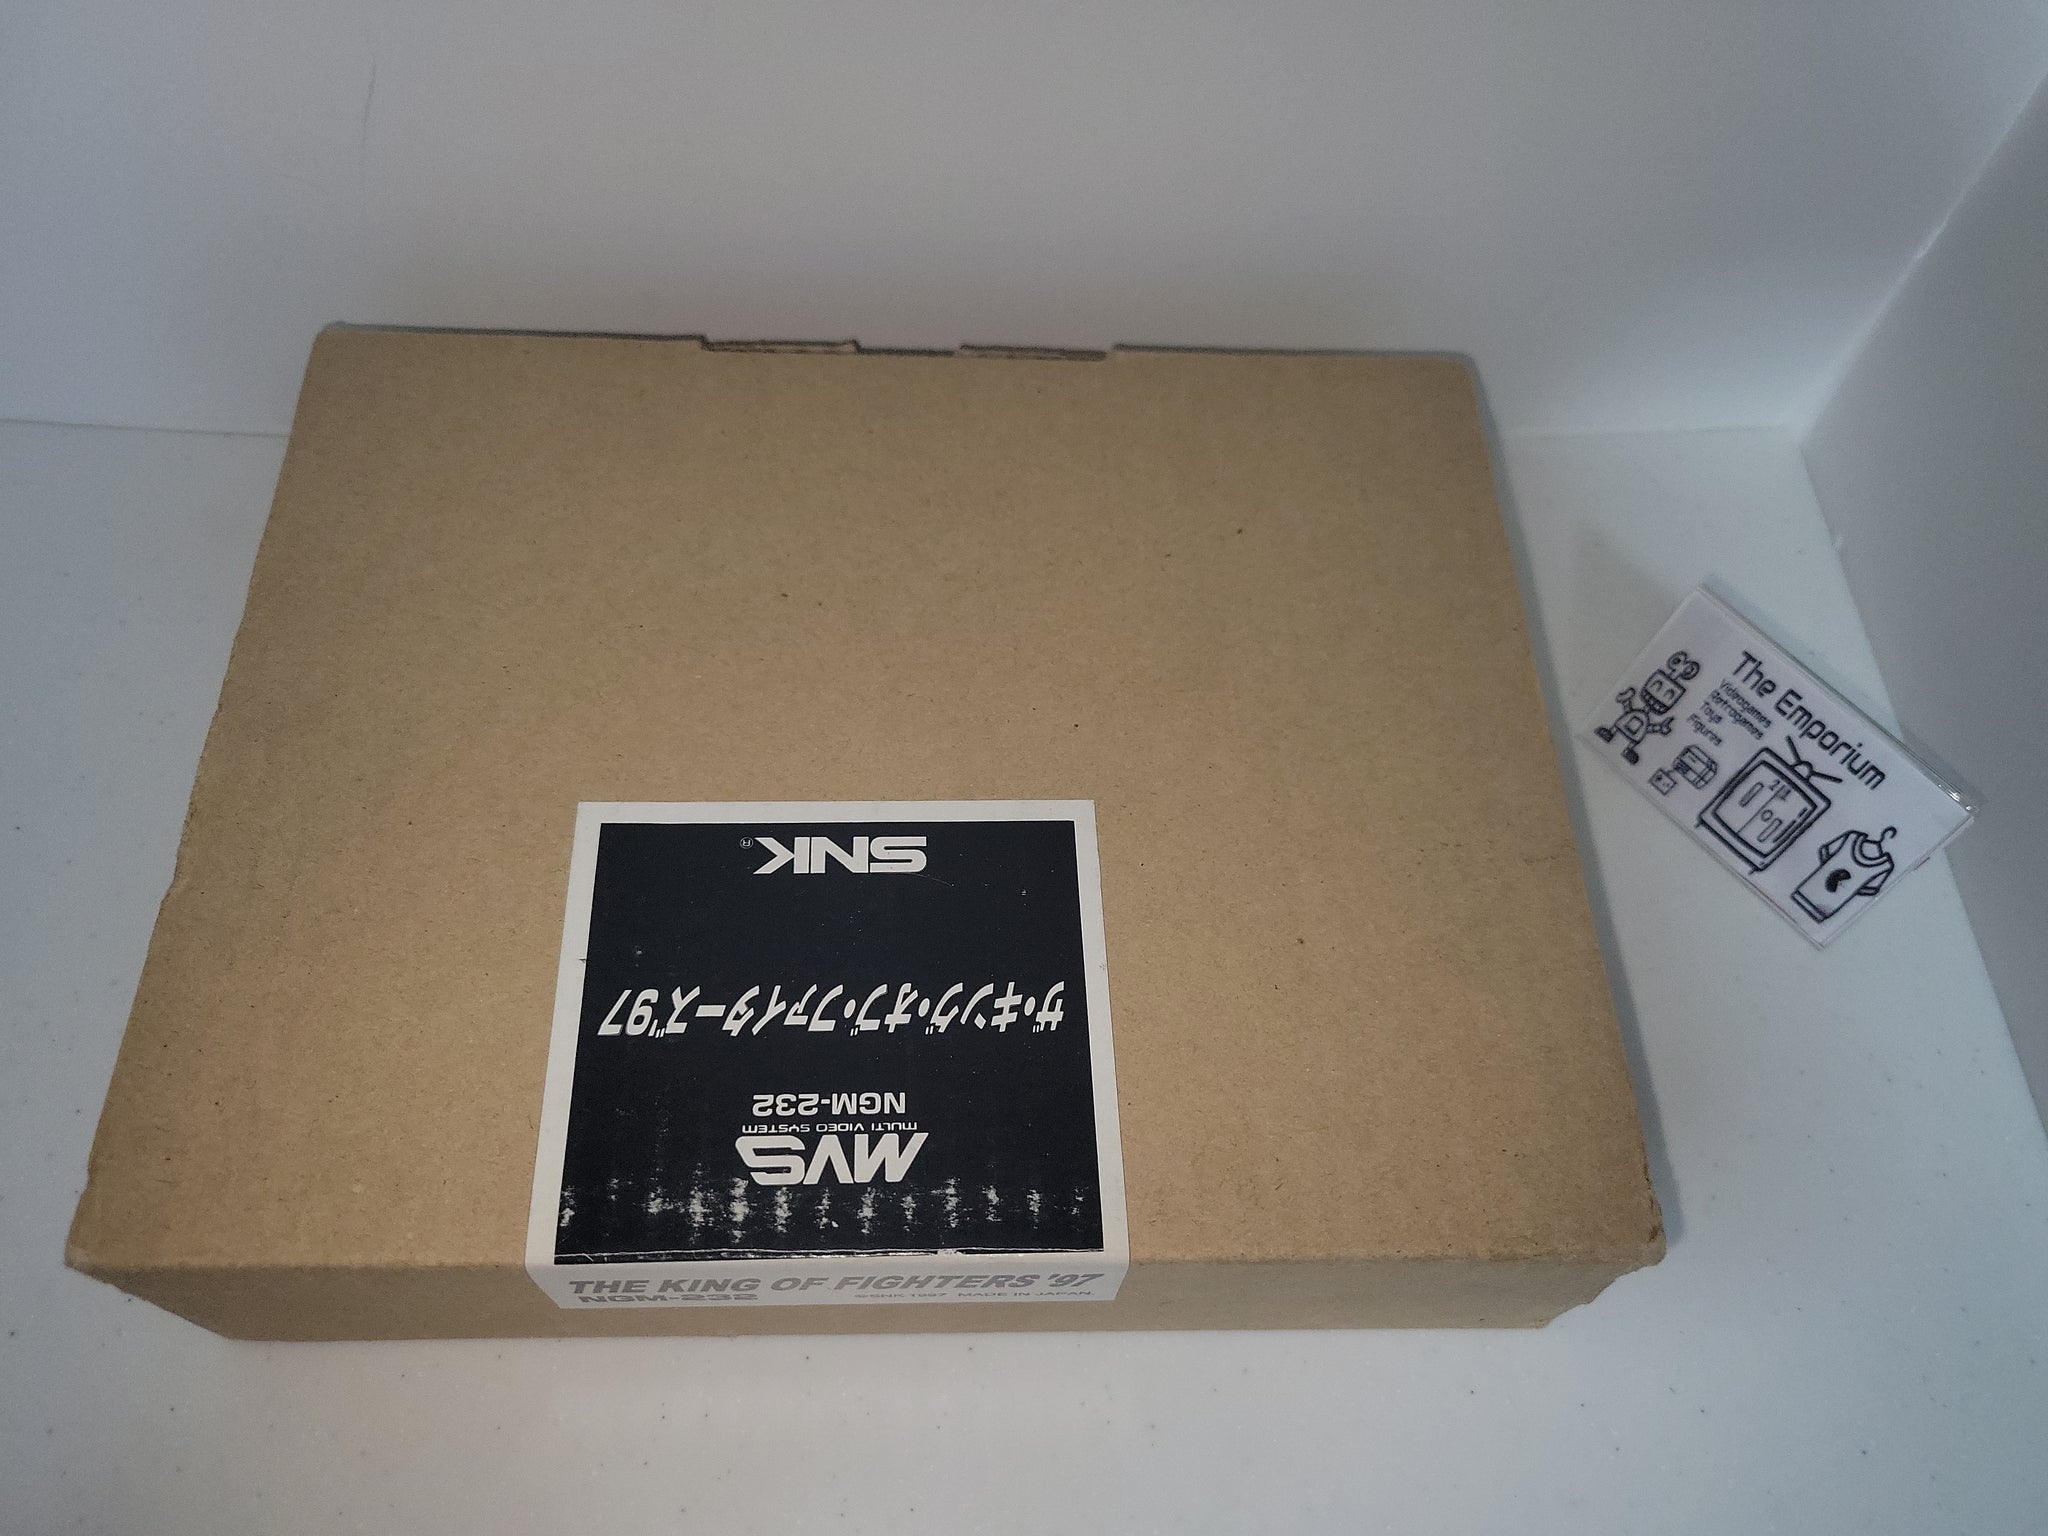 MVS
MULTI VIDEO SYSTEM
NGM-232
ザ・キング・オブ・ファイターズ'97
SNK®
THE KING OF FIGHTERS '97
NGM-232 ©SNK 1997 MADE IN JAPAN.
The Emporium
Videogames
Retrogames
Toys
Figures